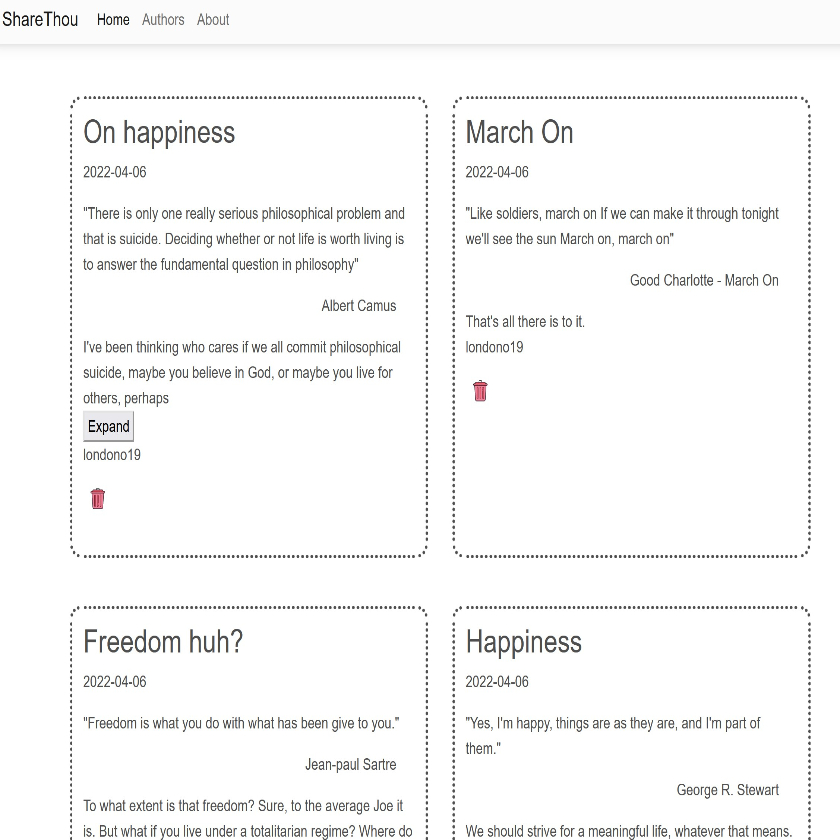 ShareThou Home Authors About
On happiness
2022-04-06
"There is only one really serious philosophical problem and
that is suicide. Deciding whether or not life is worth living is
to answer the fundamental question in philosophy"
Albert Camus
I've been thinking who cares if we all commit philosophical
suicide, maybe you believe in God, or maybe you live for
others, perhaps
Expand
londono19
March On
2022-04-06
"Like soldiers, march on If we can make it through tonight
we'll see the sun March on, march on"
Good Charlotte - March On
That's all there is to it.
londono19
Freedom huh?
2022-04-06
"Freedom is what you do with what has been give to you."
Jean-paul Sartre
To what extent is that freedom? Sure, to the average Joe it
is. But what if you live under a totalitarian regime? Where do
Happiness
2022-04-06
"Yes, I'm happy, things are as they are, and I'm part of
them."
George R. Stewart
We should strive for a meaningful life, whatever that means.